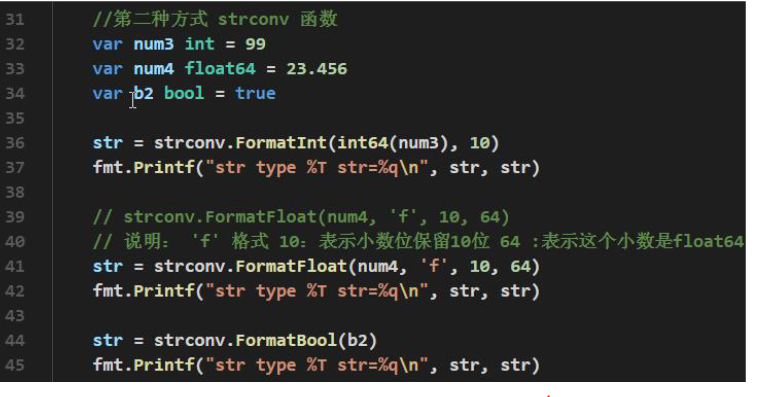 31 //第二种方式 strconv 函数
32 var num3 int = 99
33 var num4 float64 = 23.456
34 var b2 bool = true
35
36 str = strconv.FormatInt(int64(num3), 10)
37 fmt.Printf("str type %T str=%q\n", str, str)
38
39 // strconv.FormatFloat(num4, 'f', 10, 64)
40 // 说明: 'f' 格式 10: 表示小数位保留10位 64 :表示这个小数是float64
41 str = strconv.FormatFloat(num4, 'f', 10, 64)
42 fmt.Printf("str type %T str=%q\n", str, str)
43
44 str = strconv.FormatBool(b2)
45 fmt.Printf("str type %T str=%q\n", str, str)